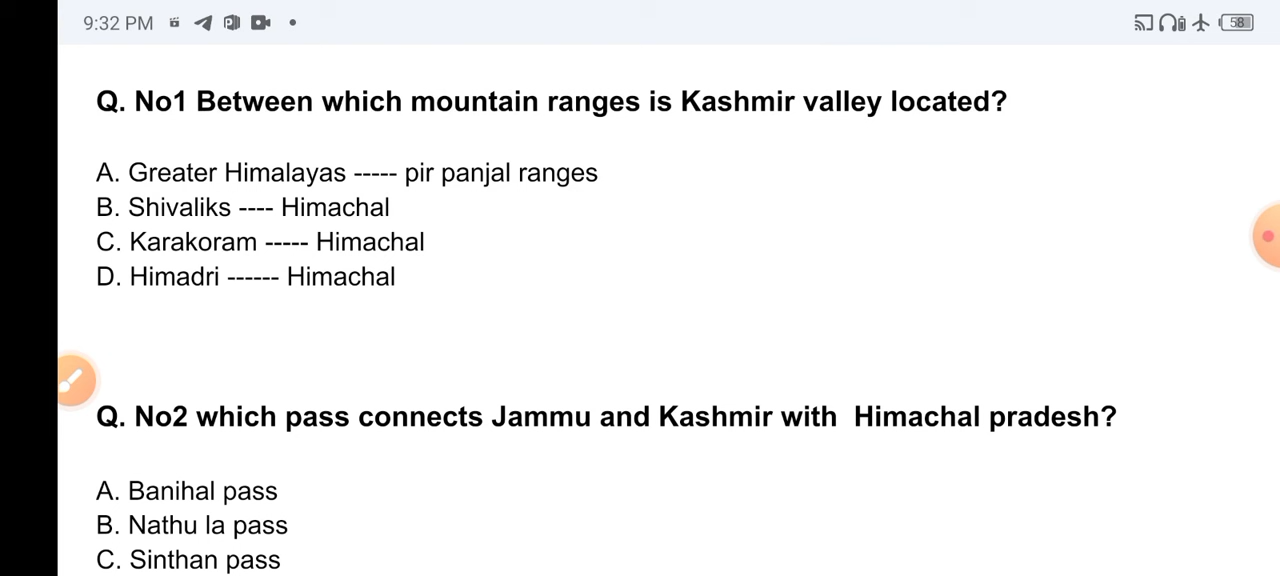 9:32 PM
58
Q. No1 Between which mountain ranges is Kashmir valley located?
A. Greater Himalayas ----- pir panjal ranges
B. Shivaliks ---- Himachal
C. Karakoram ----- Himachal
D. Himadri ------ Himachal
Q. No2 which pass connects Jammu and Kashmir with  Himachal pradesh?
A. Banihal pass
B. Nathu la pass
C. Sinthan pass